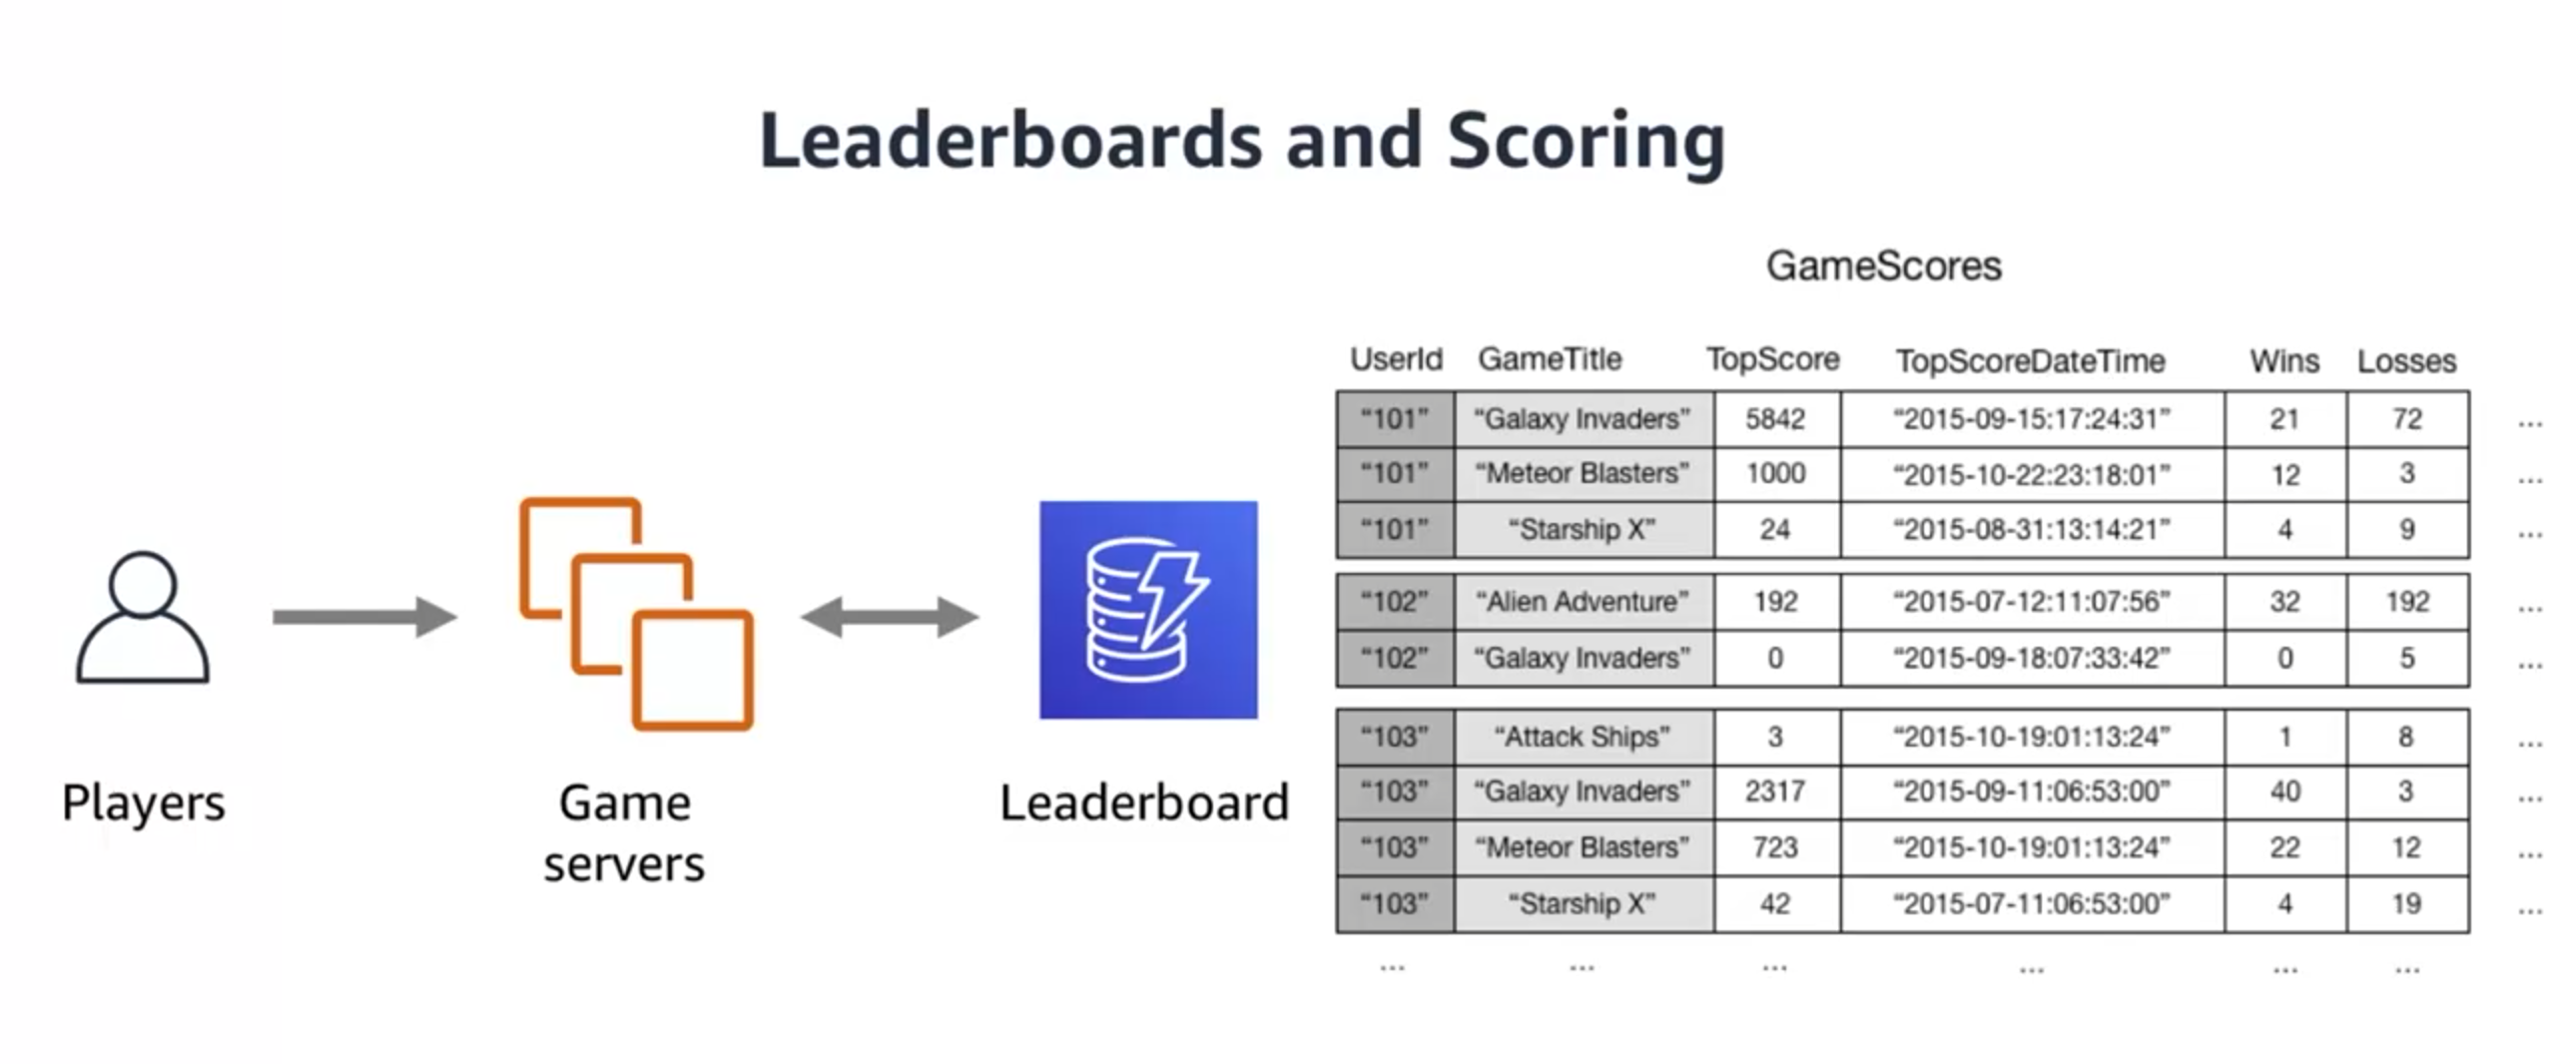 Leaderboards and Scoring
Players
Game
servers
Leaderboard
GameScores
UserId GameTitle TopScore TopScoreDateTime Wins Losses
“101” “Galaxy Invaders” 5842 “2015-09-15:17:24:31” 21 72 ...
“101” “Meteor Blasters” 1000 “2015-10-22:23:18:01” 12 3 ...
“101” “Starship X” 24 “2015-08-31:13:14:21” 4 9 ...
“102” “Alien Adventure” 192 “2015-07-12:11:07:56” 32 192 ...
“102” “Galaxy Invaders” 0 “2015-09-18:07:33:42” 0 5 ...
“103” “Attack Ships” 3 “2015-10-19:01:13:24” 1 8 ...
“103” “Galaxy Invaders” 2317 “2015-09-11:06:53:00” 40 3 ...
“103” “Meteor Blasters” 723 “2015-10-19:01:13:24” 22 12 ...
“103” “Starship X” 42 “2015-07-11:06:53:00” 4 19 ...
... ... ... ... ... ...